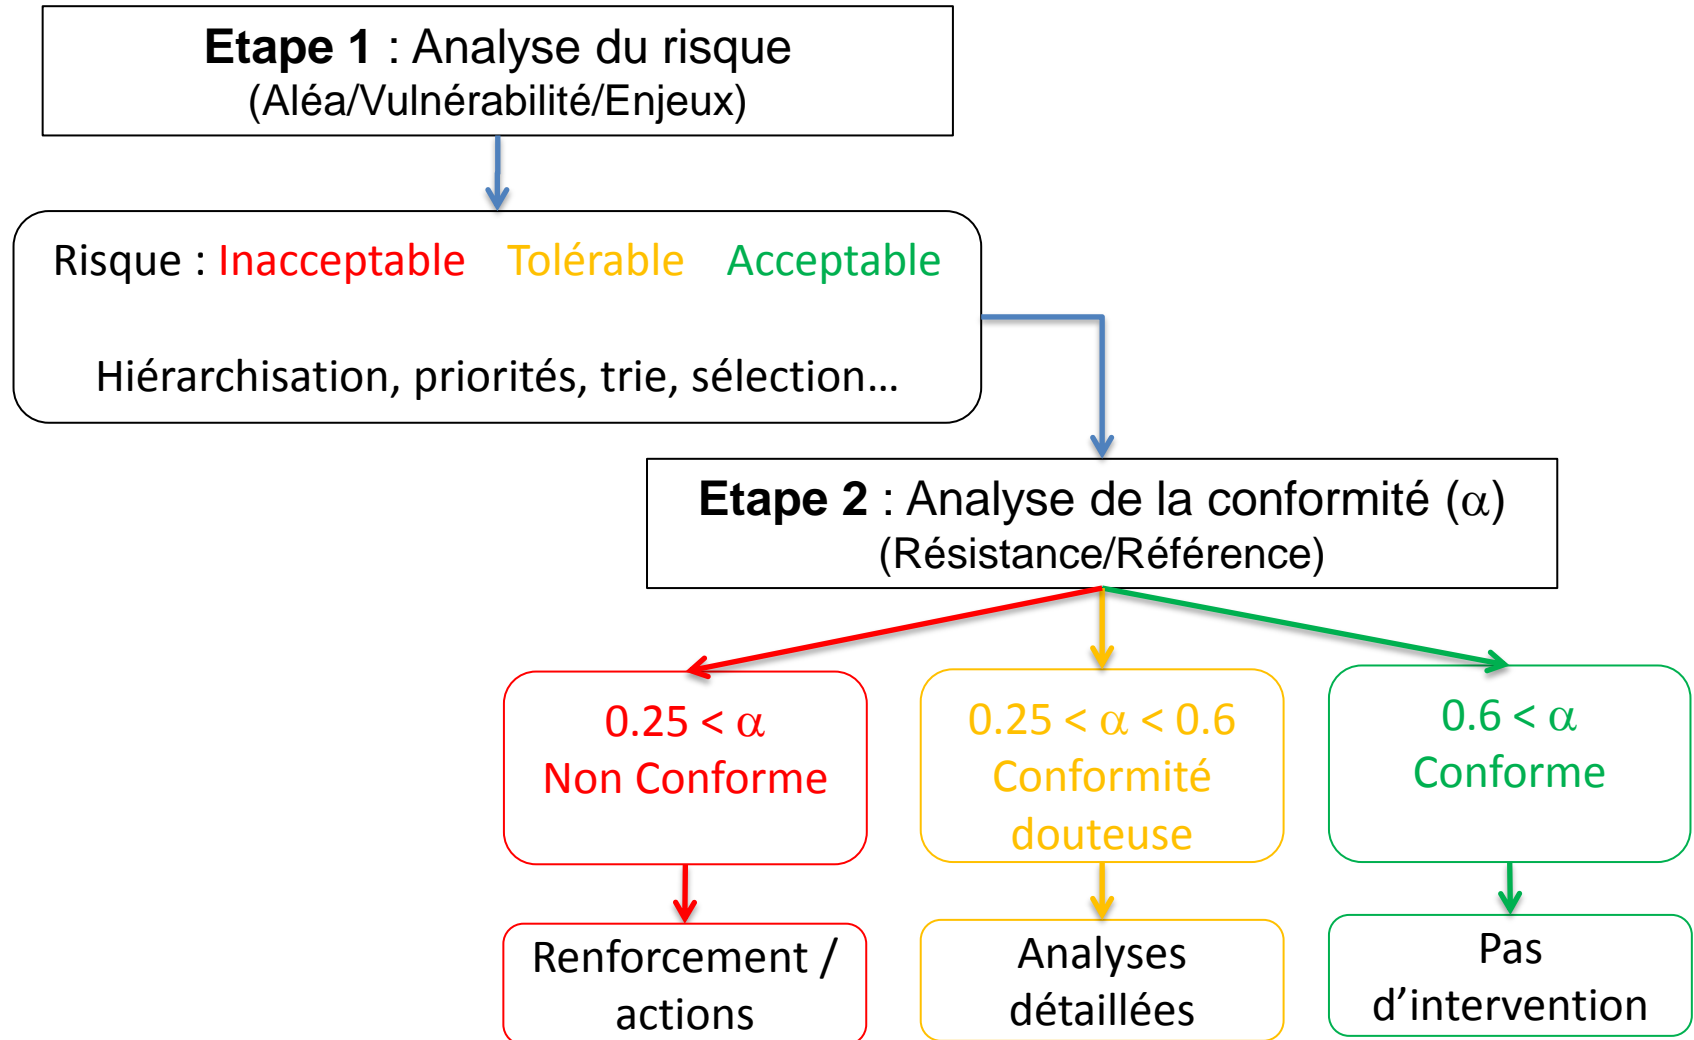 Etape 1 : Analyse du risque
(Aléa/Vulnérabilité/Enjeux)
Risque : Inacceptable Tolérable Acceptable
Hiérarchisation, priorités, trie, sélection…
Etape 2 : Analyse de la conformité (α)
(Résistance/Référence)
0.25 < α
Non Conforme
0.25 < α < 0.6
Conformité
douteuse
0.6 < α
Conforme
Renforcement /
actions
Analyses
détaillées
Pas
d’intervention